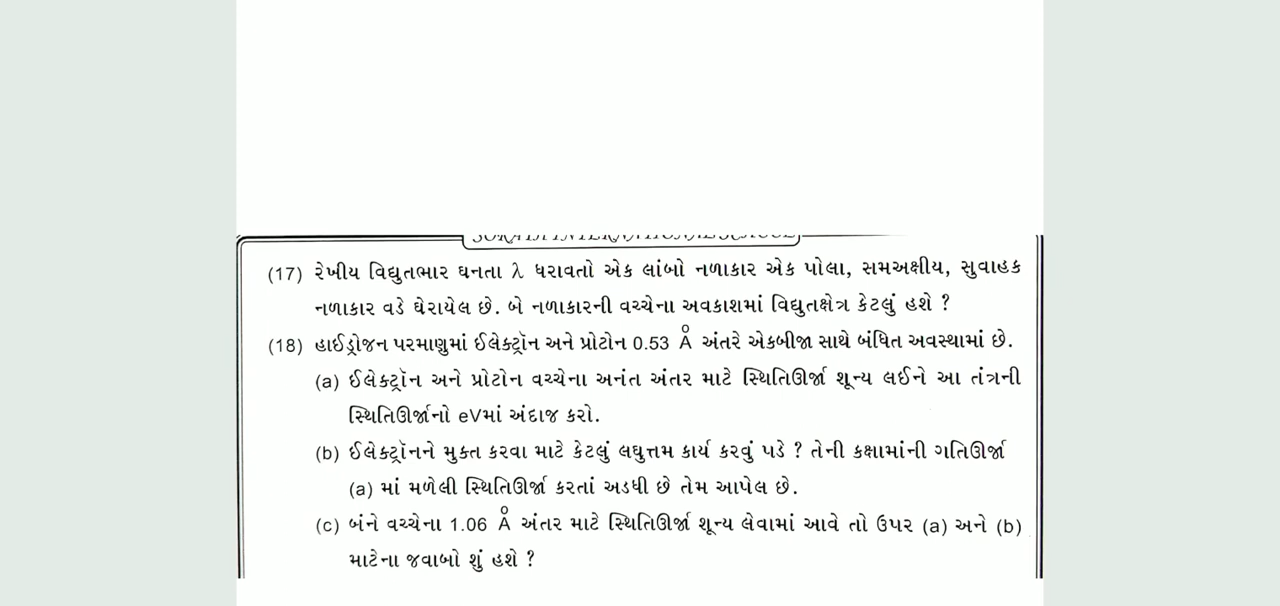 (17) રેખીય વિદ્યુતભાર ઘનતા λ ધરાવતો એક લાંબો નળાકાર એક પોલા, સમઅક્ષીય, સુવાહક
નળાકાર વડે ઘેરાયેલ છે. બે નળાકારની વચ્ચેના અવકાશમાં વિદ્યુતક્ષેત્ર કેટલું હશે ?
(18) હાઈડ્રોજન પરમાણુમાં ઈલેક્ટ્રૉન અને પ્રોટોન 0.53 Å અંતરે એકબીજા સાથે બંધિત અવસ્થામાં છે.
(a) ઈલેક્ટ્રૉન અને પ્રોટોન વચ્ચેના અનંત અંતર માટે સ્થિતિઊર્જા શૂન્ય લઈને આ તંત્રની
સ્થિતિઊર્જાનો eVમાં અંદાજ કરો.
(b) ઈલેક્ટ્રૉનને મુક્ત કરવા માટે કેટલું લઘુત્તમ કાર્ય કરવું પડે ? તેની કક્ષામાંની ગતિઊર્જા
(a) માં મળેલી સ્થિતિઊર્જા કરતાં અડધી છે તેમ આપેલ છે.
(c) બંને વચ્ચેના 1.06 Å અંતર માટે સ્થિતિઊર્જા શૂન્ય લેવામાં આવે તો ઉપર (a) અને (b)
માટેના જવાબો શું હશે ?